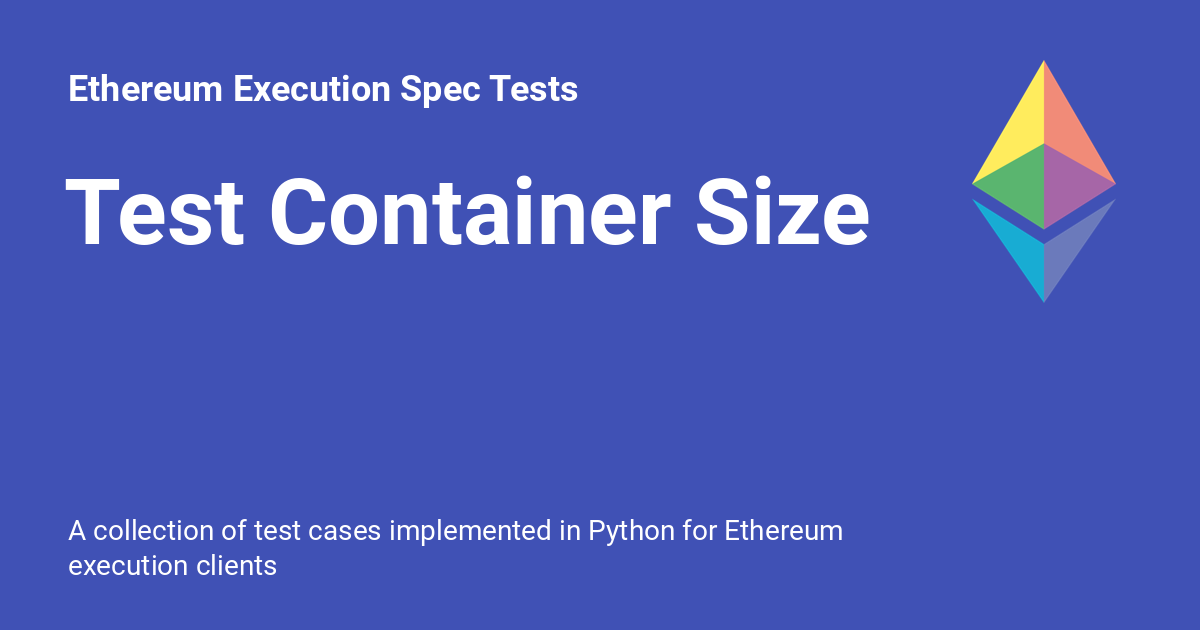 Ethereum Execution Spec Tests
Test Container Size
A collection of test cases implemented in Python for Ethereum
execution clients